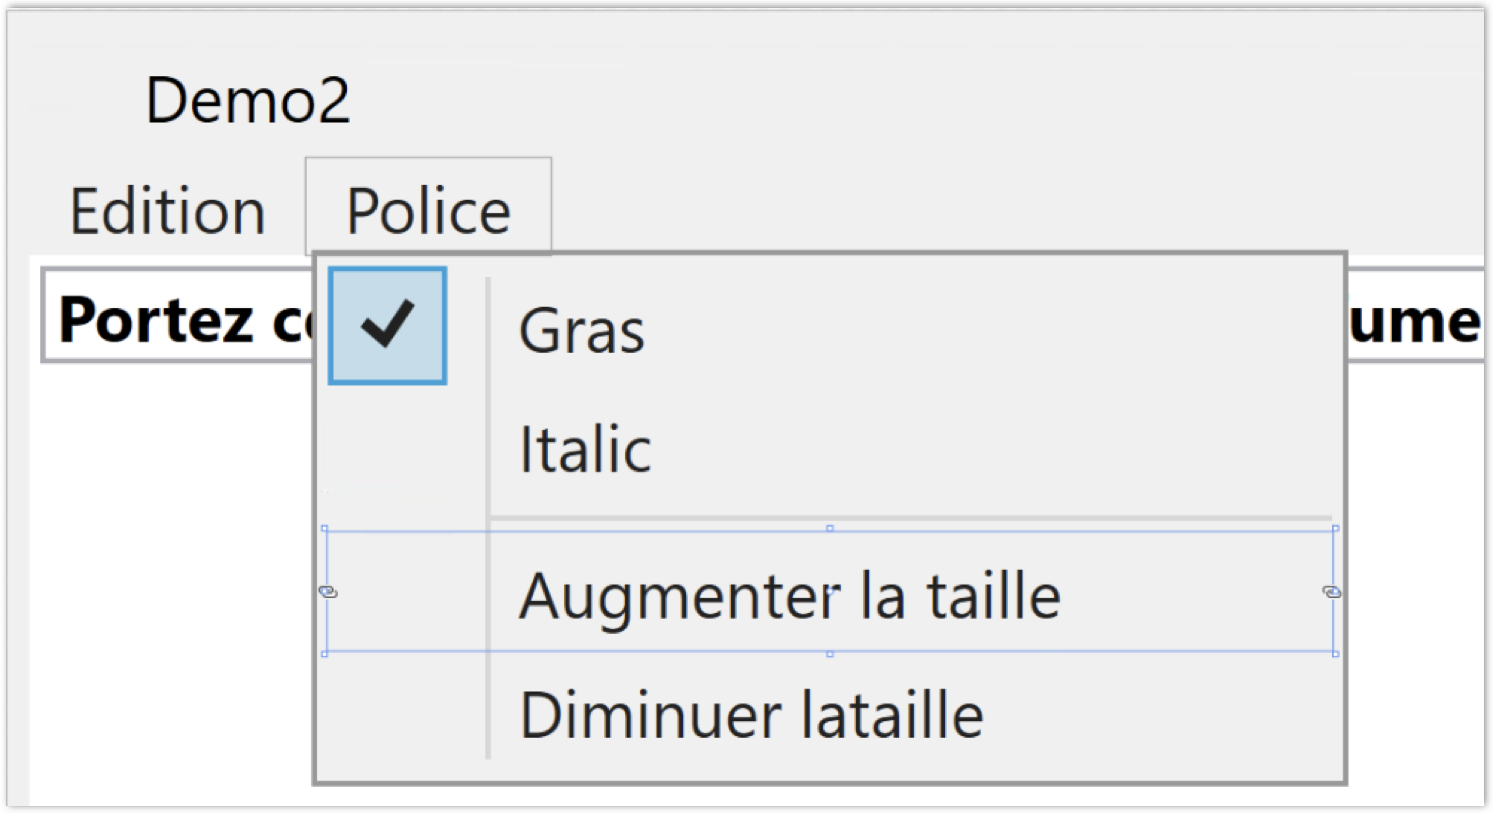 Demo2
Edition Police
Portez ume
Gras
Italic
Augmenter la taille
Diminuer lataille